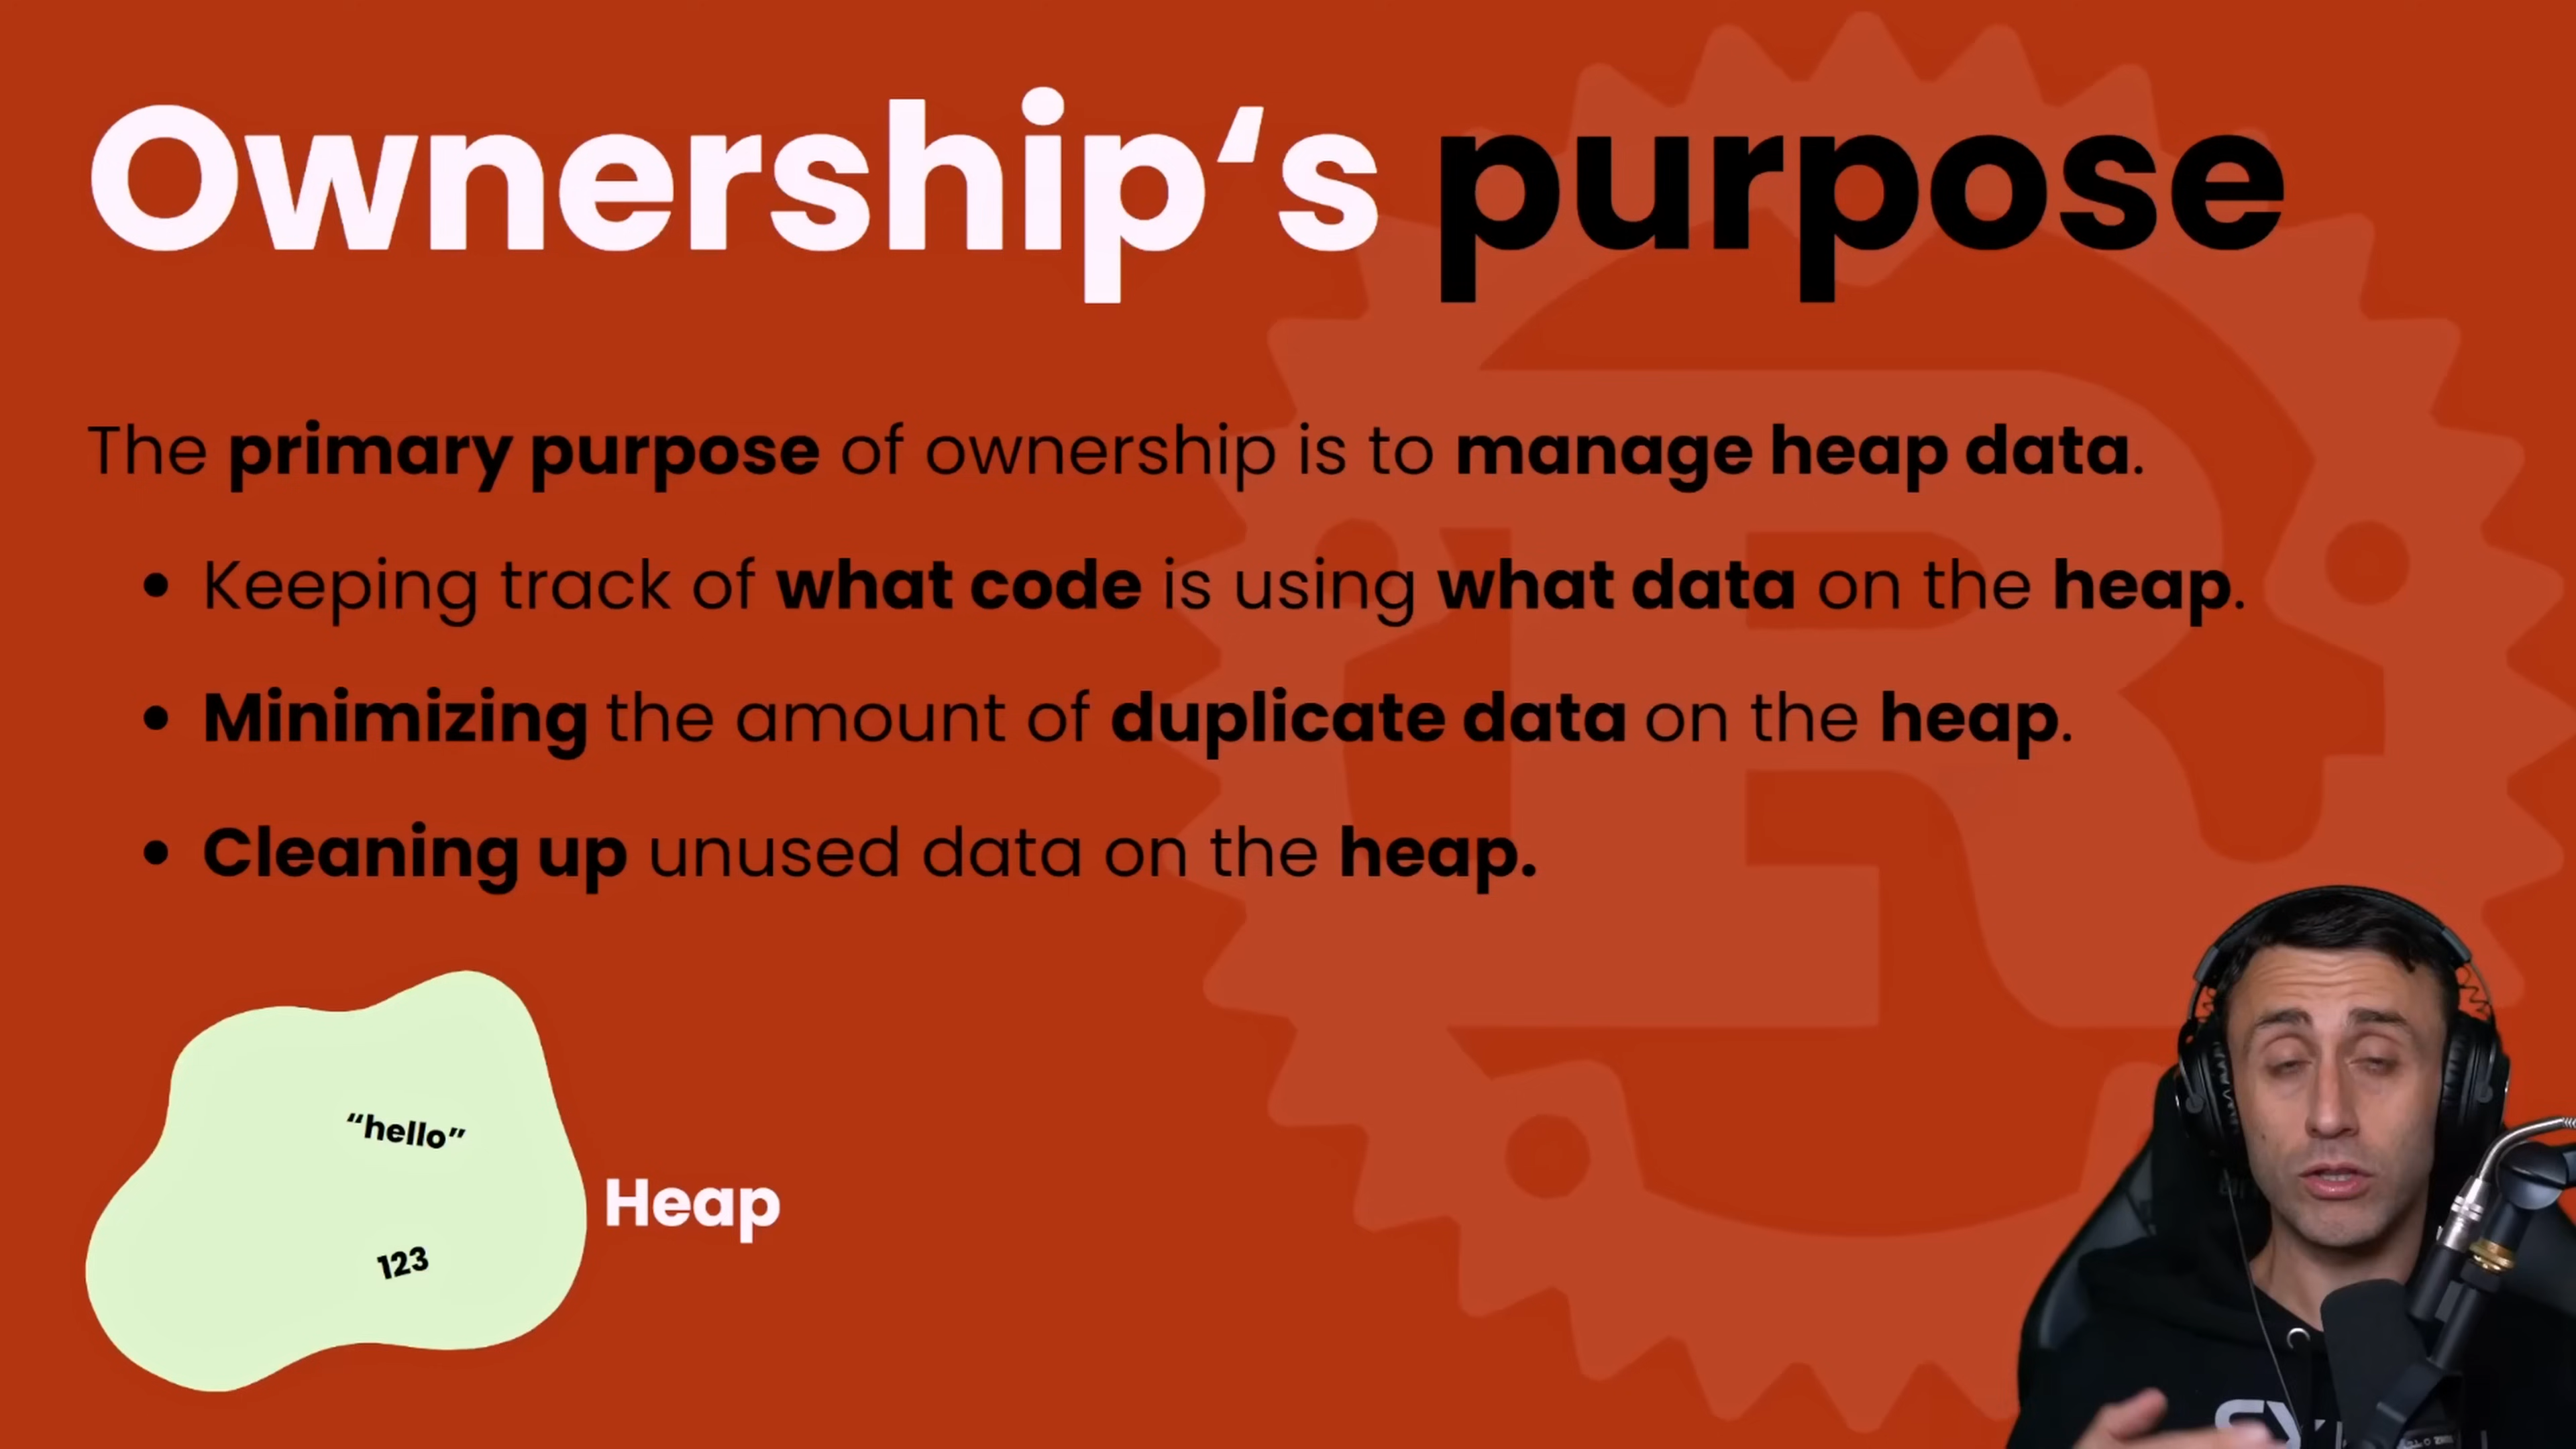 Ownership‘s purpose
The primary purpose of ownership is to manage heap data.
• Keeping track of what code is using what data on the heap.
• Minimizing the amount of duplicate data on the heap.
• Cleaning up unused data on the heap.
“hello”
Heap
123